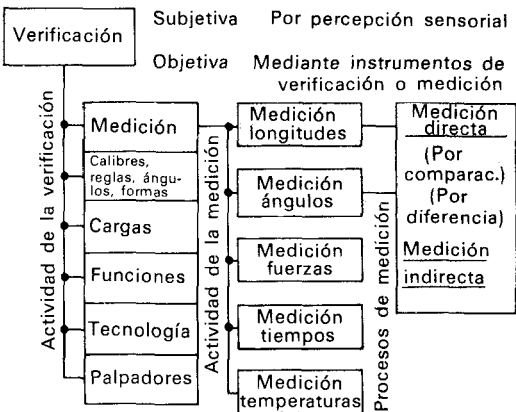 Verificación
Subjetiva Por percepción sensorial
Objetiva Mediante instrumentos de
verificación o medición
Actividad de la verificación
Medición
Calibres,
reglas, ángu-
los, formas
Cargas
Funciones
Tecnología
Palpadores
Actividad de la medición
Medición
longitudes
Medición
ángulos
Medición
fuerzas
Medición
tiempos
Medición
temperaturas
Procesos de medición
Medición
directa
(Por
comparac.)
(Por
diferencia)
Medición
indirecta